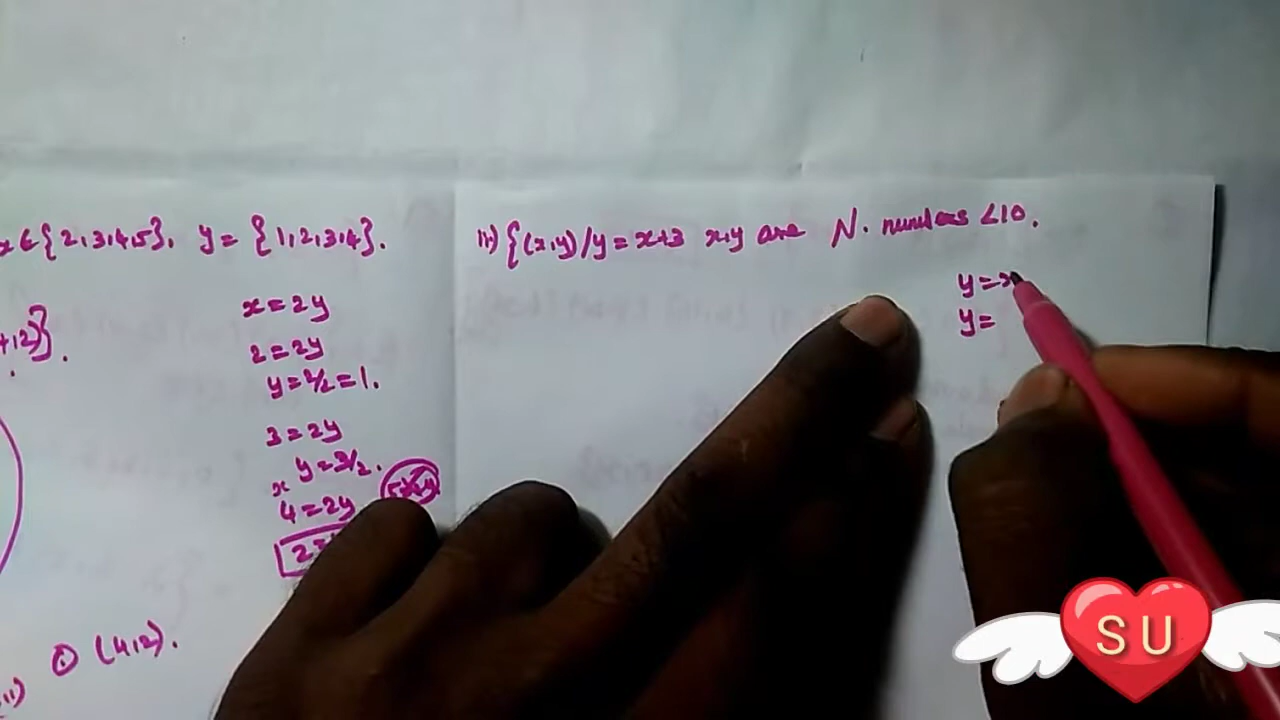 x∈{2,3,4,5}, y = {1,2,3,4}.
x=2y
2=2y
y=2/2=1.
3=2y
x y=3/2.
4=2y
(4,2).
ii) {(x,y)/y=x+3 x,y are N. numbers <10.
y=x
y=
SU